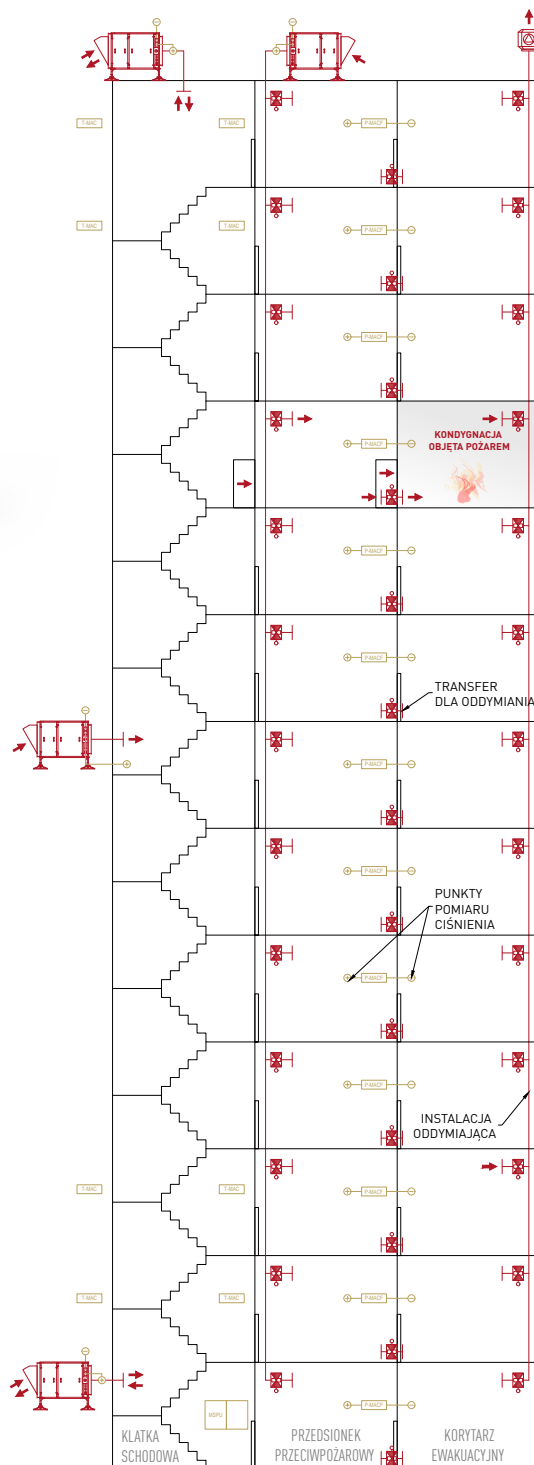 T-MAC T-MAC P-MACF
T-MAC T-MAC P-MACF
P-MACF
KONDYGNACJA
OBJĘTA POŻAREM
P-MACF
P-MACF
P-MACF
TRANSFER
DLA ODDYMIANIA
P-MACF
P-MACF
PUNKTY
POMIARU
CIŚNIENIA
P-MACF
P-MACF
INSTALACJA
ODDYMIAJĄCA
T-MAC T-MAC P-MACF
T-MAC T-MAC P-MACF
P-MACF
MSPU
KLATKA
SCHODOWA
PRZEDSIONEK
PRZECIWPOŻAROWY
KORYTARZ
EWAKUACYJNY